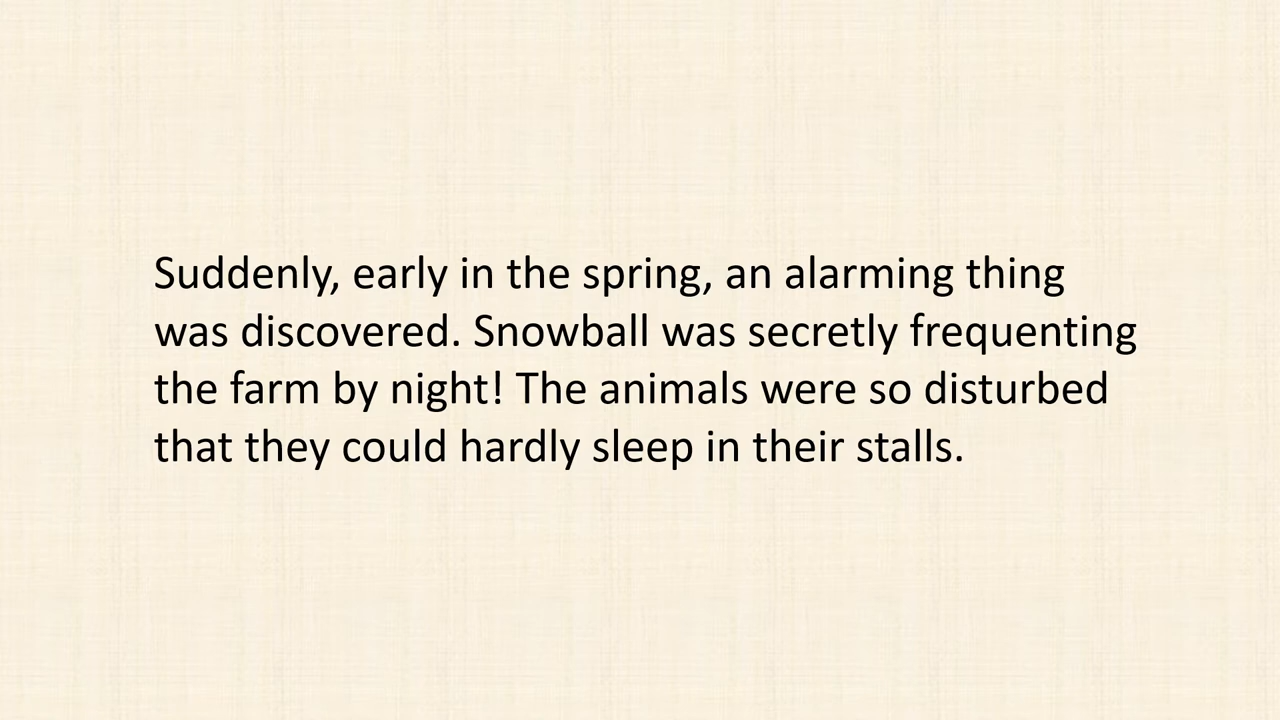 Suddenly, early in the spring, an alarming thing
was discovered. Snowball was secretly frequenting
the farm by night! The animals were so disturbed
that they could hardly sleep in their stalls.